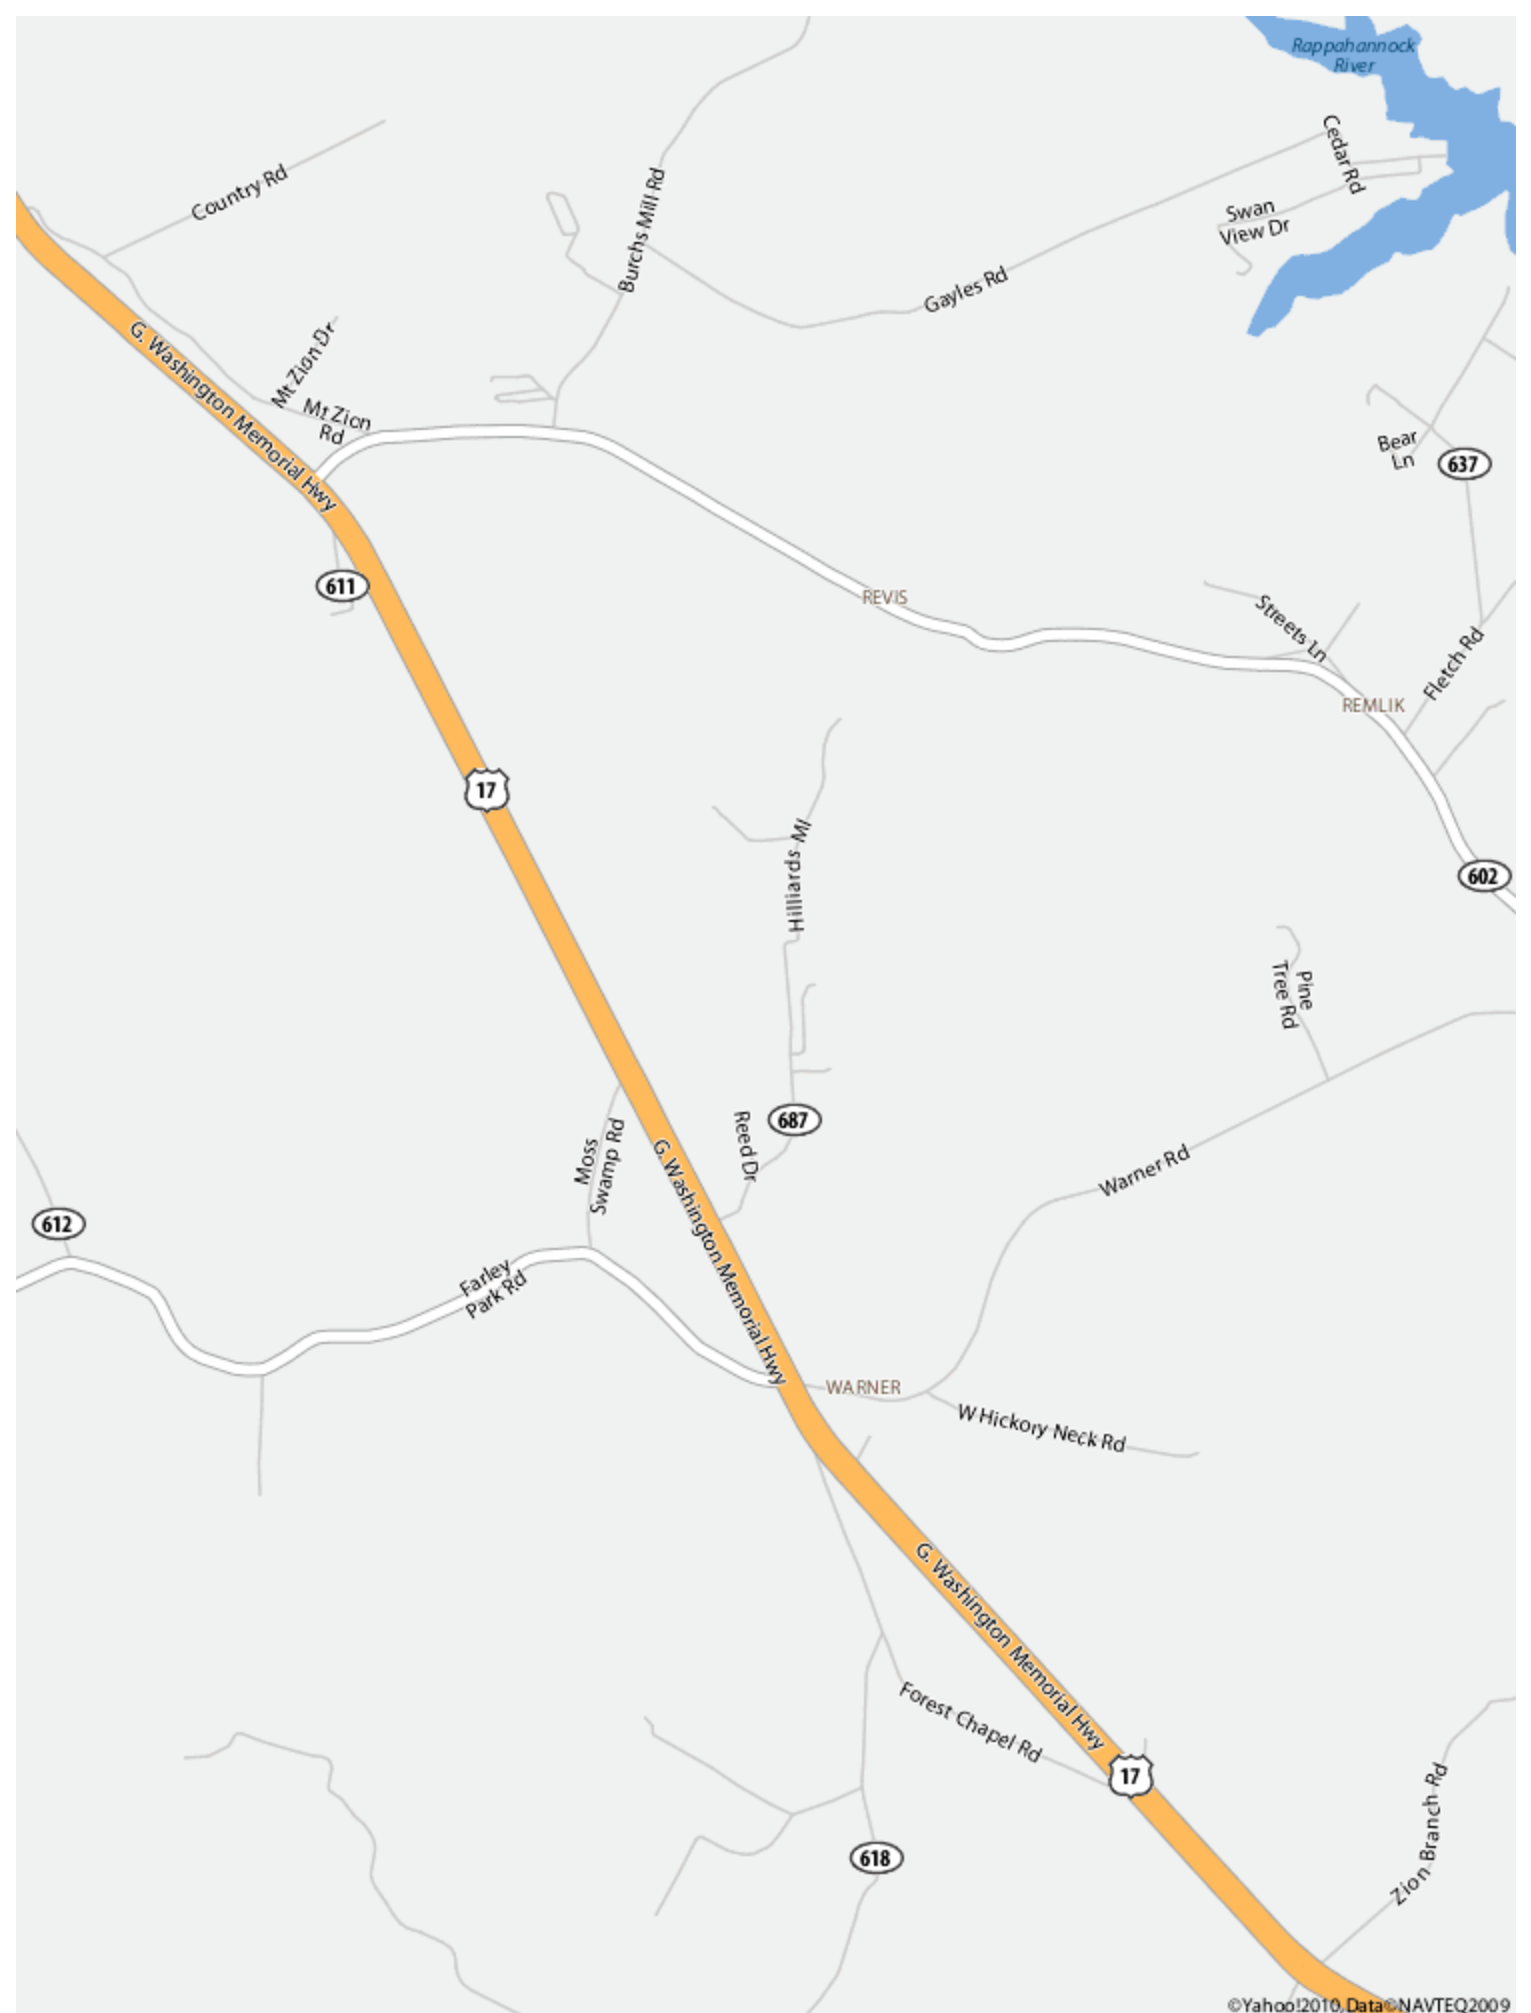 Rappahannock
River
Cedar Rd
Country Rd
Burchs Mill Rd
Swan
View Dr
Gayles Rd
G. Washington Memorial Hwy
Mt Zion Dr
Mt Zion
Rd
Bear
Ln
637
611
REVIS
Streets Ln
Fletch Rd
REMLIK
17
Hilliards Ml
602
Pine
Tree Rd
687
Reed Dr
Moss
Swamp Rd
G. Washington Memorial Hwy
Warner Rd
612
Farley
Park Rd
WARNER
W Hickory Neck Rd
G. Washington Memorial Hwy
Forest Chapel Rd
17
Zion Branch Rd
618
©Yahoo!2010,Data©NAVTEQ2009